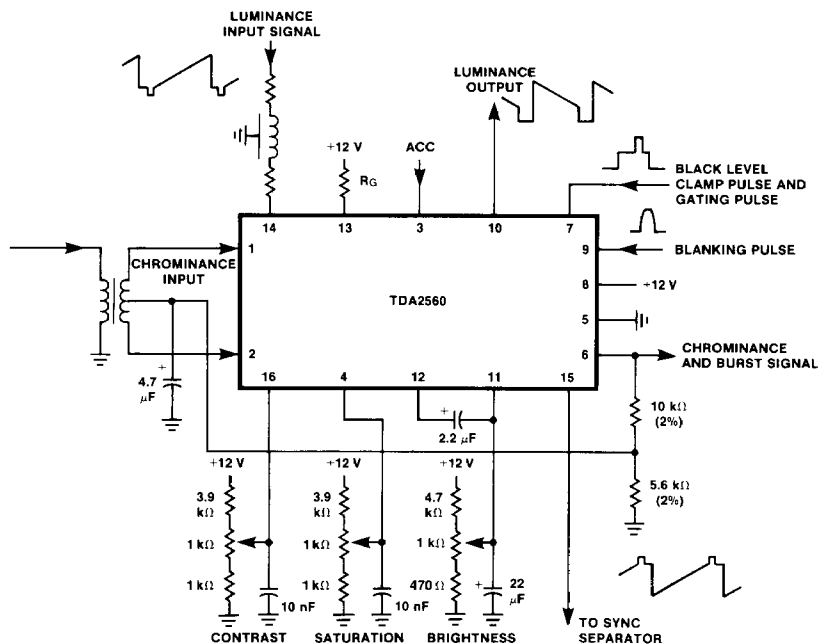 LUMINANCE
INPUT SIGNAL
LUMINANCE
OUTPUT
+12 V
ACC
R_G
BLACK LEVEL
CLAMP PULSE AND
GATING PULSE
14
13
3
10
7
CHROMINANCE
INPUT
1
9
BLANKING PULSE
8
+12 V
TDA2560
5
2
6
CHROMINANCE
AND BURST SIGNAL
16
4
12
11
15
+
4.7
µF
+
2.2 µF
10 kΩ
(2%)
+12 V
+12 V
+12 V
5.6 kΩ
(2%)
3.9
kΩ
3.9
kΩ
4.7
kΩ
1 kΩ
1 kΩ
1 kΩ
1 kΩ
1 kΩ
470 Ω
+
22
µF
10 nF
10 nF
CONTRAST
SATURATION
BRIGHTNESS
TO SYNC
SEPARATOR